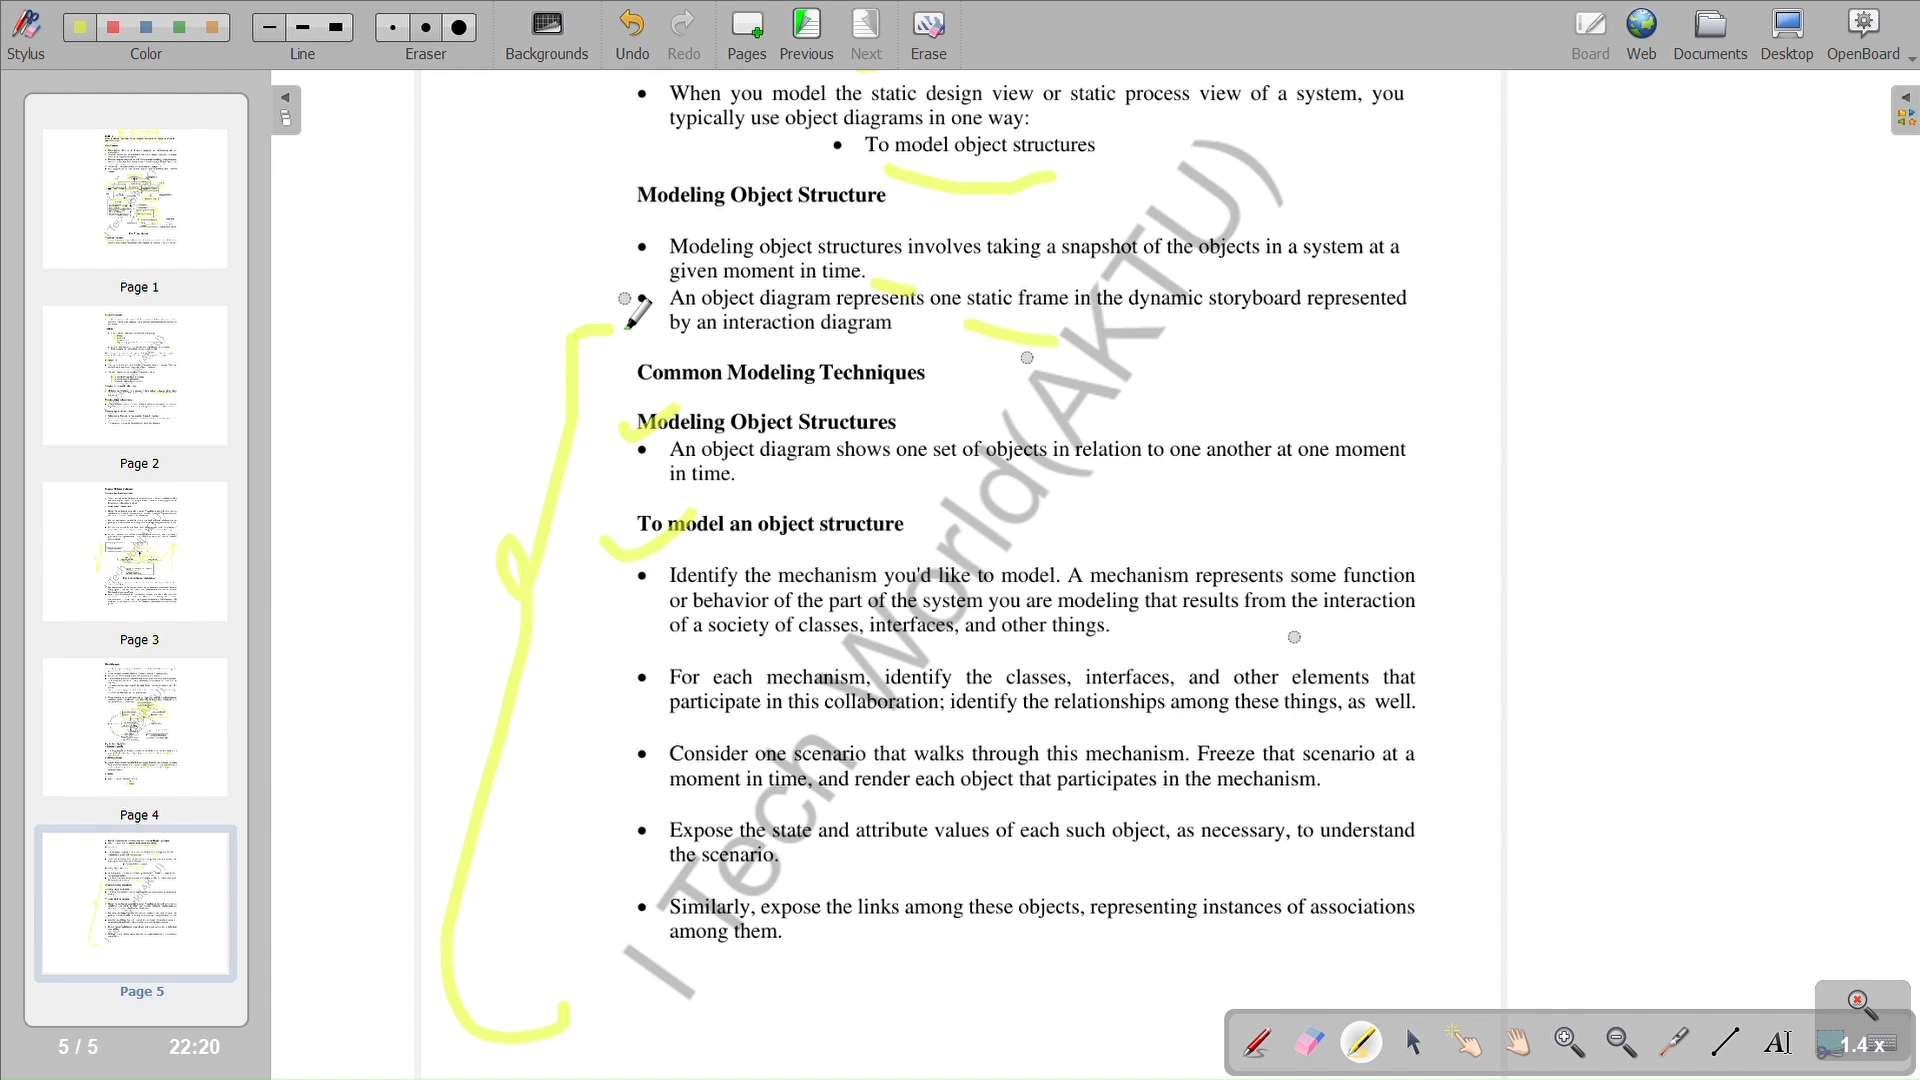 Stylus
Color
Line
Eraser
Backgrounds
Undo
Redo
Pages
Previous
Next
Erase
Board
Web
Documents
Desktop
OpenBoard
Page 1
Page 2
Page 3
Page 4
Page 5
5 / 5
22:20
• When you model the static design view or static process view of a system, you
typically use object diagrams in one way:
• To model object structures
Modeling Object Structure
• Modeling object structures involves taking a snapshot of the objects in a system at a
given moment in time.
• An object diagram represents one static frame in the dynamic storyboard represented
by an interaction diagram
Common Modeling Techniques
Modeling Object Structures
• An object diagram shows one set of objects in relation to one another at one moment
in time.
To model an object structure
• Identify the mechanism you'd like to model. A mechanism represents some function
or behavior of the part of the system you are modeling that results from the interaction
of a society of classes, interfaces, and other things.
• For each mechanism, identify the classes, interfaces, and other elements that
participate in this collaboration; identify the relationships among these things, as well.
• Consider one scenario that walks through this mechanism. Freeze that scenario at a
moment in time, and render each object that participates in the mechanism.
• Expose the state and attribute values of each such object, as necessary, to understand
the scenario.
• Similarly, expose the links among these objects, representing instances of associations
among them.
I Tech World(AKTU)
AI
1.4 x